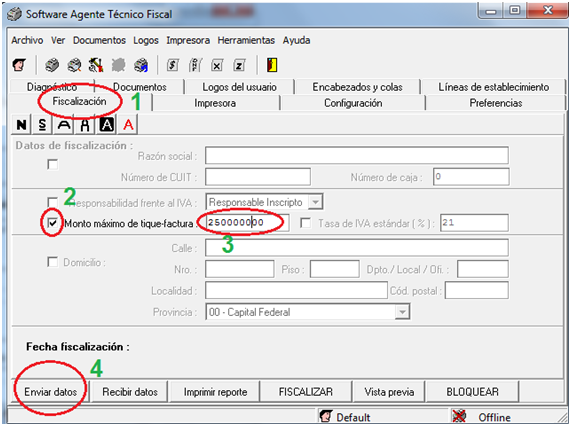 Software Agente Técnico Fiscal
Archivo Ver Documentos Logos Impresora Herramientas Ayuda
Diagnóstico Documentos Logos del usuario Encabezados y colas Líneas de establecimiento
Fiscalización 1 Impresora Configuración Preferencias
N S A A A A
Datos de fiscalización :
Razón social :
Número de CUIT : Número de caja : 0
2 Responsabilidad frente al IVA : Responsable Inscripto
Monto máximo de tique-factura : 250000000 Tasa de IVA estándar ( % ) : 21
3
Calle :
Domicilio : Nro. : Piso : Dpto./ Local / Ofi. :
Localidad : Cód. postal :
Provincia : 00 - Capital Federal
Fecha fiscalización :
4
Enviar datos Recibir datos Imprimir reporte FISCALIZAR Vista previa BLOQUEAR
Default Offline